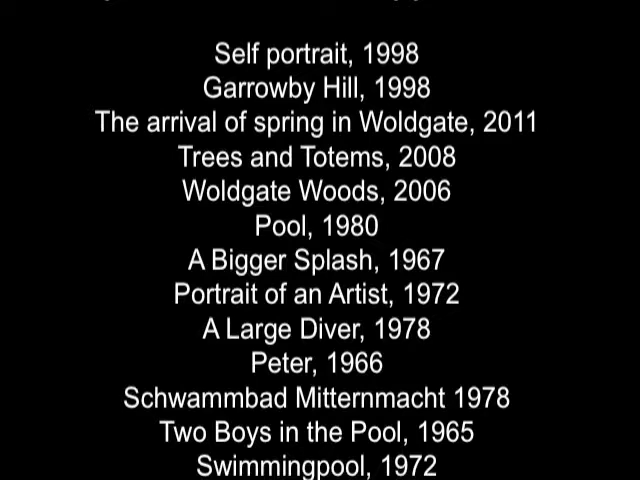 Self portrait, 1998
Garrowby Hill, 1998
The arrival of spring in Woldgate, 2011
Trees and Totems, 2008
Woldgate Woods, 2006
Pool, 1980
A Bigger Splash, 1967
Portrait of an Artist, 1972
A Large Diver, 1978
Peter, 1966
Schwammbad Mitternmacht 1978
Two Boys in the Pool, 1965
Swimmingpool, 1972